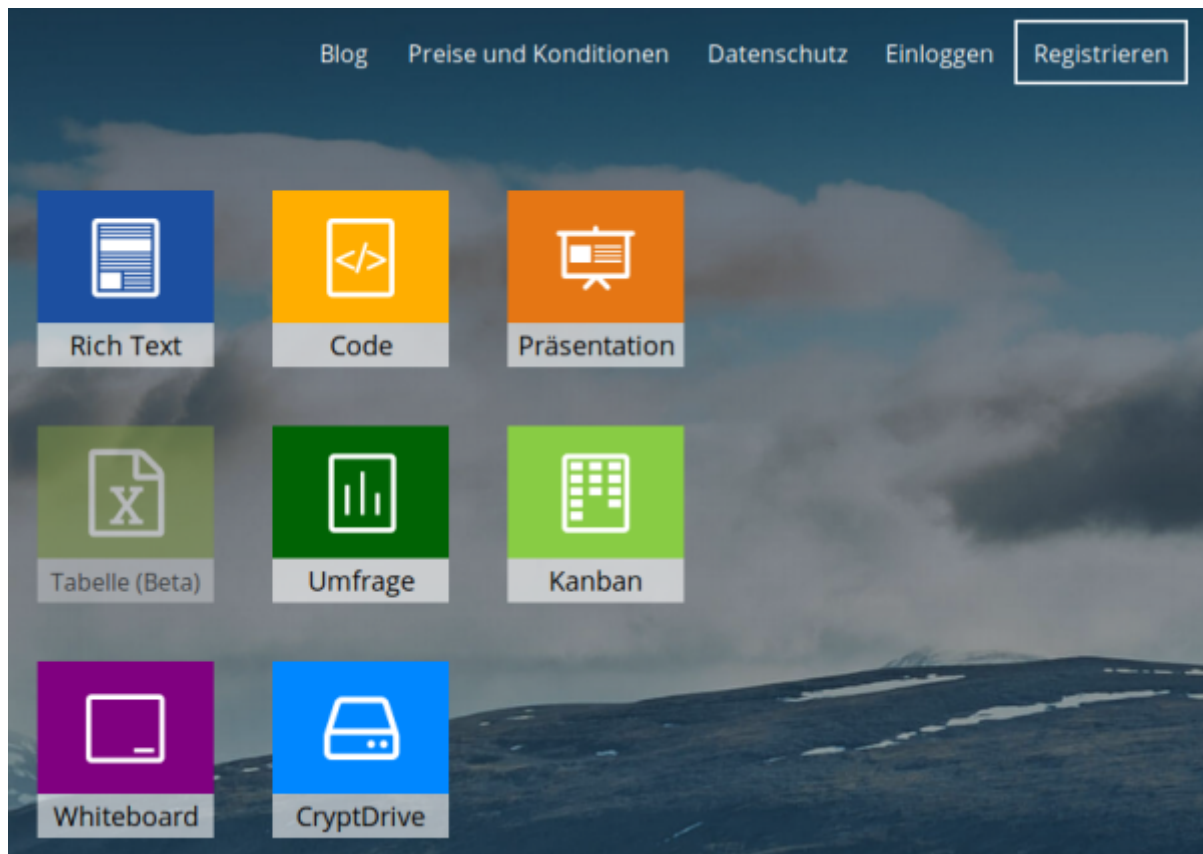 Blog Preise und Konditionen Datenschutz Einloggen Registrieren
</>
Rich Text Code Präsentation
X
Tabelle (Beta) Umfrage Kanban
Whiteboard CryptDrive